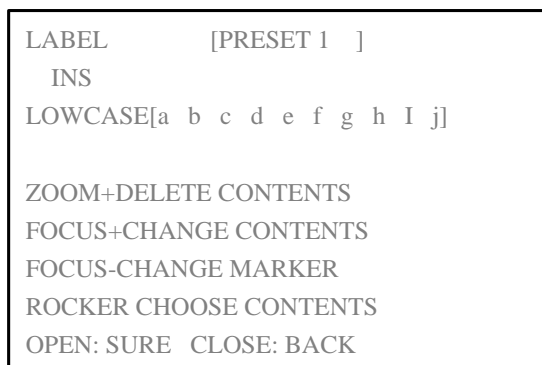 LABEL [PRESET 1 ]
INS
LOWCASE[a b c d e f g h I j]
ZOOM+DELETE CONTENTS
FOCUS+CHANGE CONTENTS
FOCUS-CHANGE MARKER
ROCKER CHOOSE CONTENTS
OPEN: SURE CLOSE: BACK